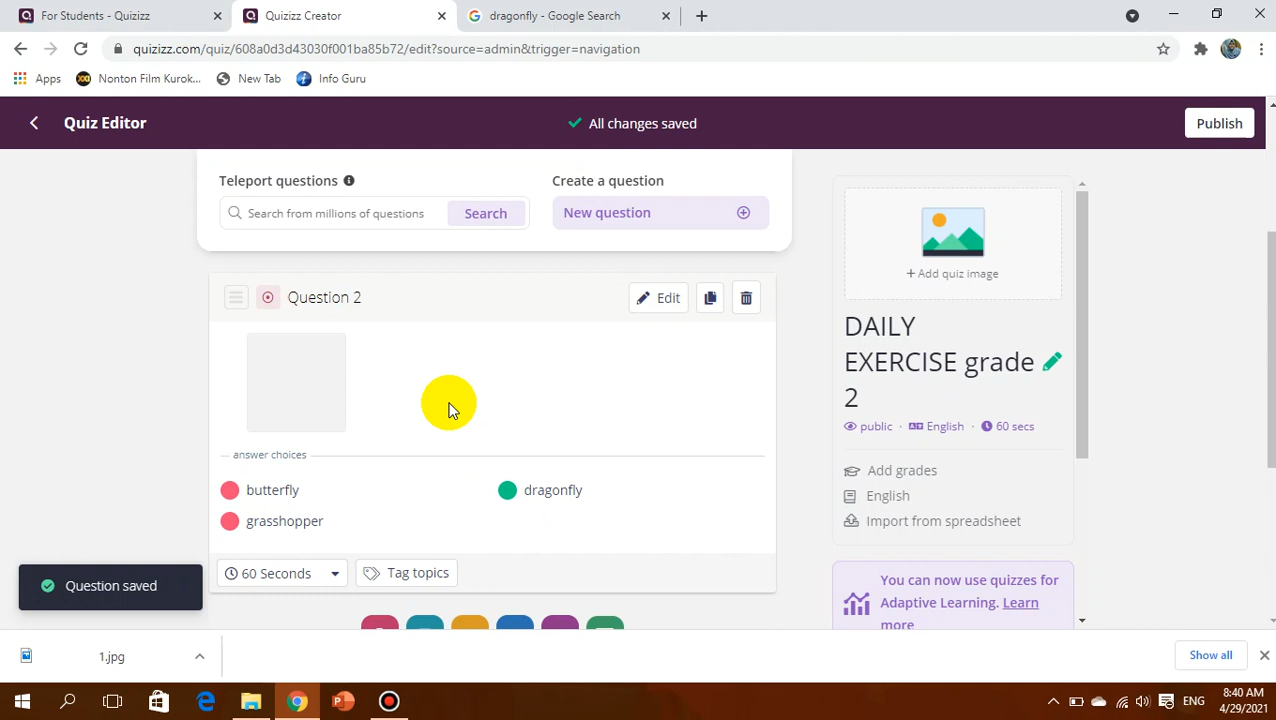 For Students - Quizizz
Quizizz Creator
dragonfly - Google Search
quizizz.com/quiz/608a0d3d43030f001ba85b72/edit?source=admin&trigger=navigation
Apps
Nonton Film Kurok...
New Tab
Info Guru
Quiz Editor
All changes saved
Publish
Teleport questions
Create a question
Search from millions of questions
Search
New question
Question 2
Edit
answer choices
butterfly
dragonfly
grasshopper
60 Seconds
Tag topics
Question saved
+ Add quiz image
DAILY
EXERCISE grade
2
public · English · 60 secs
Add grades
English
Import from spreadsheet
You can now use quizzes for
Adaptive Learning. Learn
more
1.jpg
Show all
ENG
8:40 AM
4/29/2021